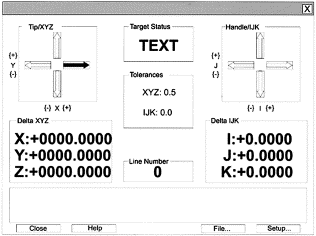 X
Tip/XYZ
Target Status
Handle/IJK
TEXT
{+}
Y
{-}
{-} X {+}
{+}
J
{-}
{-} I {+}
Tolerances
XYZ: 0.5
IJK: 0.0
Delta XYZ
X:+0000.0000
Y:+0000.0000
Z:+0000.0000
Line Number
0
Delta IJK
I:+0.0000
J:+0.0000
K:+0.0000
Close
Help
File...
Setup...